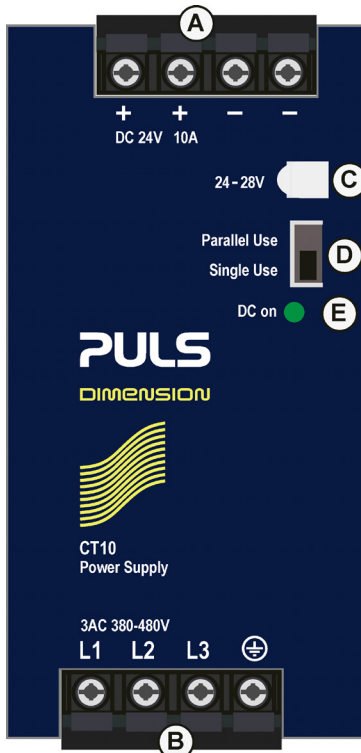 A
+ + − −
DC 24V 10A
24-28V C
Parallel Use
Single Use D
DC on E
PULS
DIMENSION
CT10
Power Supply
3AC 380-480V
L1 L2 L3
B